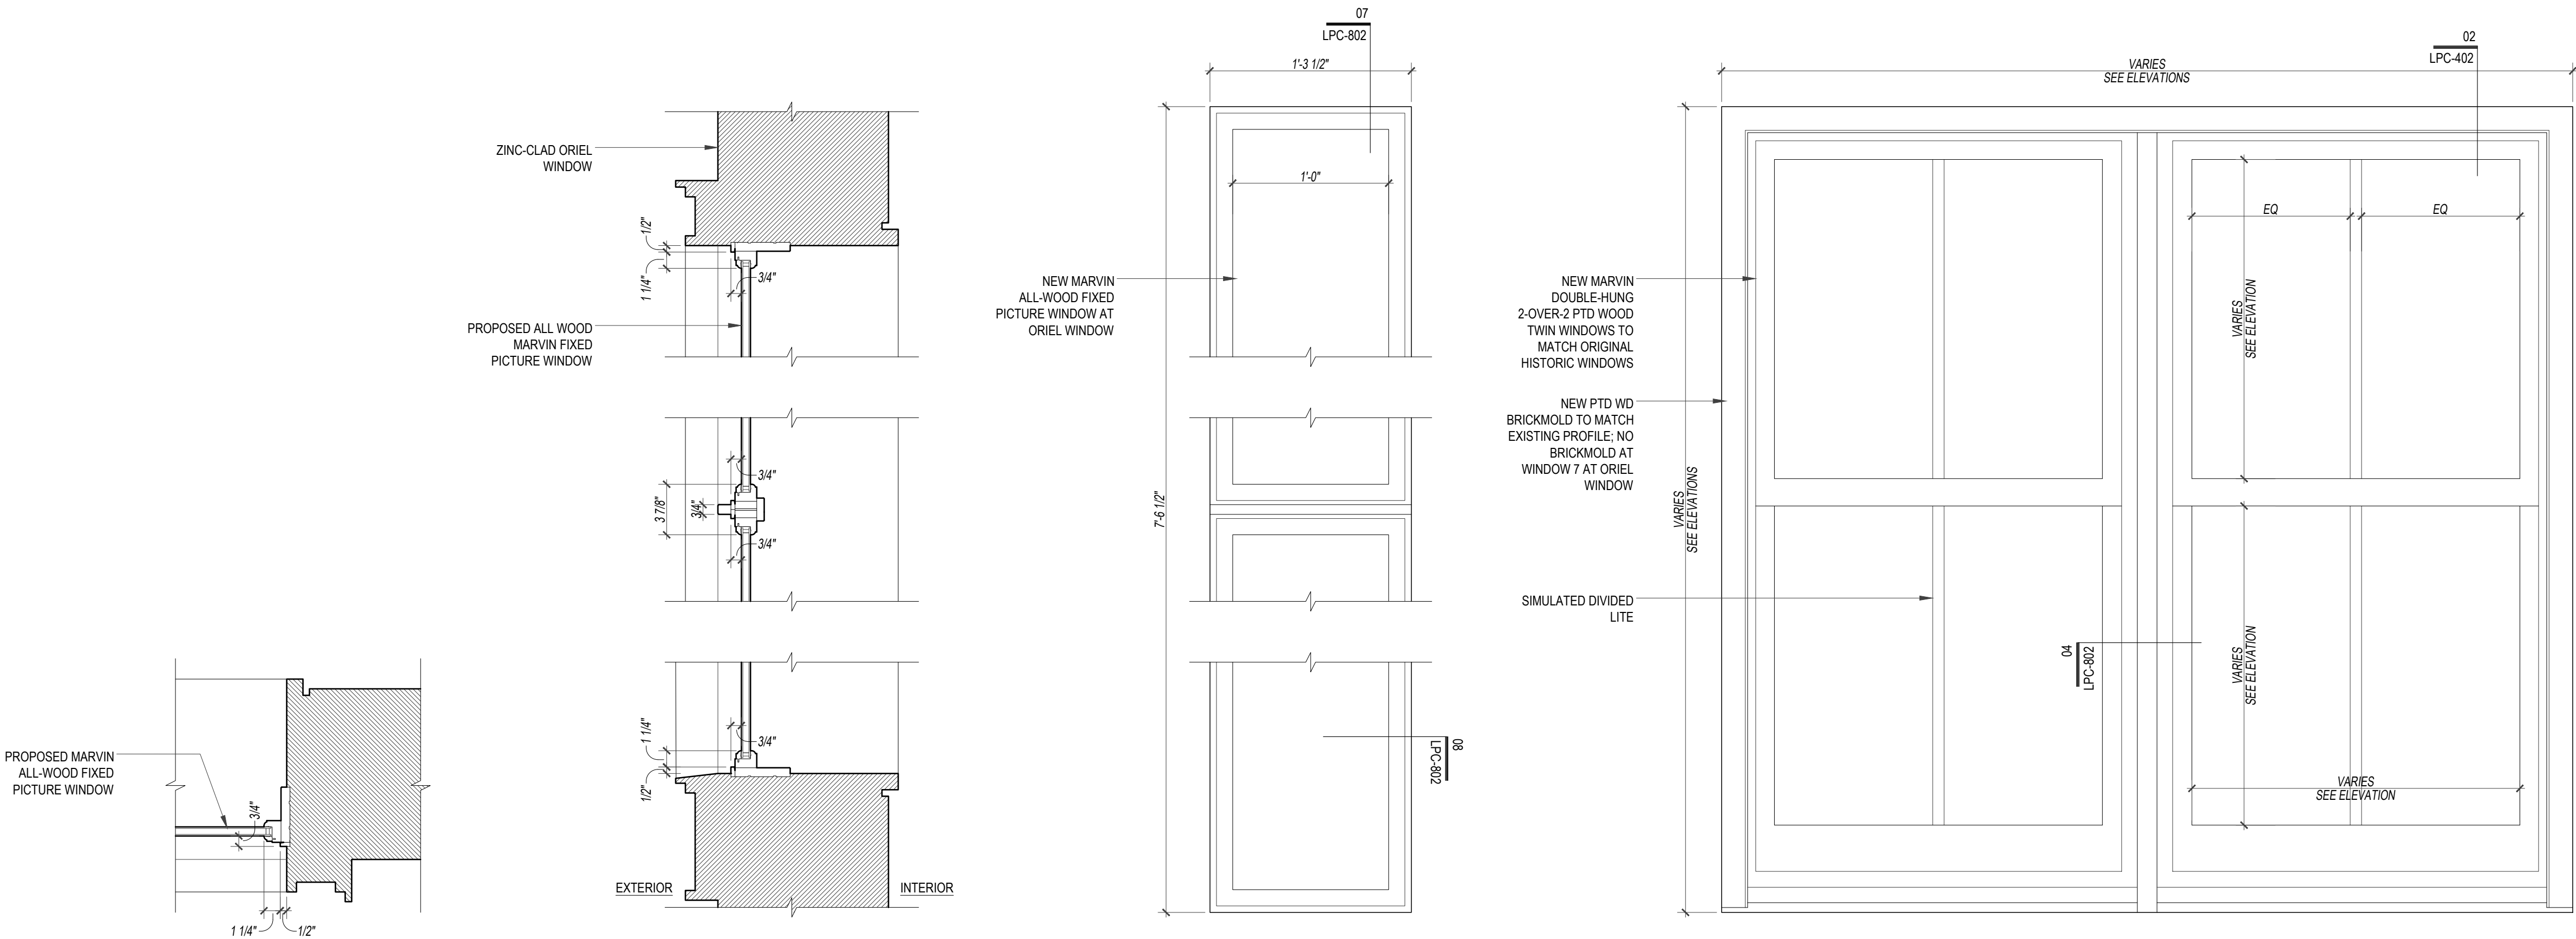 PROPOSED MARVIN
ALL-WOOD FIXED
PICTURE WINDOW
3/4"
1 1/4"
1/2"
ZINC-CLAD ORIEL
WINDOW
1/2"
1 1/4"
3/4"
PROPOSED ALL WOOD
MARVIN FIXED
PICTURE WINDOW
3/4"
3 7/8"
3/4"
3/4"
1 1/4"
3/4"
1/2"
EXTERIOR
INTERIOR
07
LPC-802
1'-3 1/2"
1'-0"
NEW MARVIN
ALL-WOOD FIXED
PICTURE WINDOW AT
ORIEL WINDOW
7'-6 1/2"
08
LPC-802
02
LPC-402
VARIES
SEE ELEVATIONS
EQ
EQ
NEW MARVIN
DOUBLE-HUNG
2-OVER-2 PTD WOOD
TWIN WINDOWS TO
MATCH ORIGINAL
HISTORIC WINDOWS
VARIES
SEE ELEVATION
NEW PTD WD
BRICKMOLD TO MATCH
EXISTING PROFILE; NO
BRICKMOLD AT
WINDOW 7 AT ORIEL
WINDOW
VARIES
SEE ELEVATIONS
SIMULATED DIVIDED
LITE
04
LPC-802
VARIES
SEE ELEVATION
VARIES
SEE ELEVATION